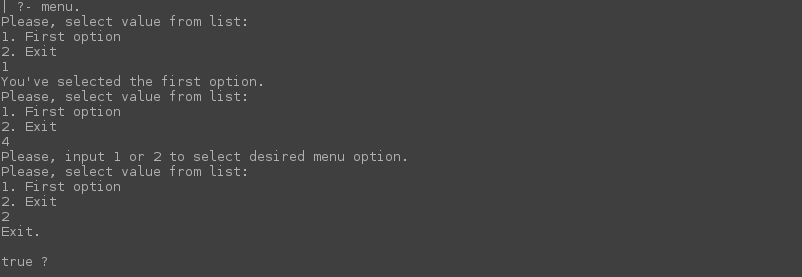 | ?- menu.
Please, select value from list:
1. First option
2. Exit
1
You've selected the first option.
Please, select value from list:
1. First option
2. Exit
4
Please, input 1 or 2 to select desired menu option.
Please, select value from list:
1. First option
2. Exit
2
Exit.
true ?